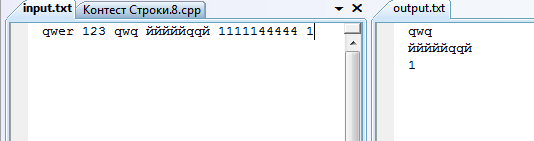 input.txt Контест Строки.8.cpp
qwer 123 qwq йййййqqй 1111144444 1
output.txt
qwq
йййййqqй
1